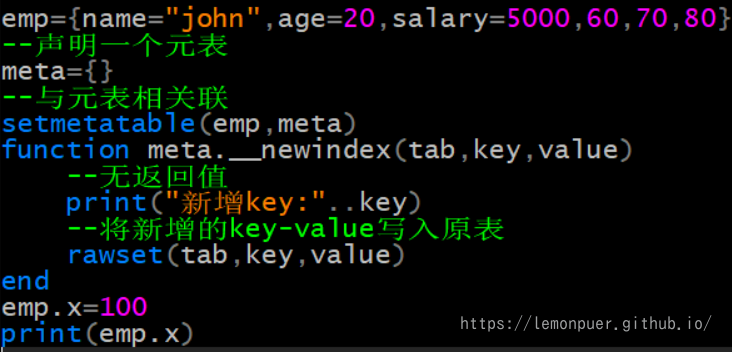 emp={name="john",age=20,salary=5000,60,70,80}
--声明一个元表
meta={}
--与元表相关联
setmetatable(emp,meta)
function meta.__newindex(tab,key,value)
    --无返回值
    print("新增key:"..key)
    --将新增的key-value写入原表
    rawset(tab,key,value)
end
emp.x=100
print(emp.x)
https://lemonpuer.github.io/